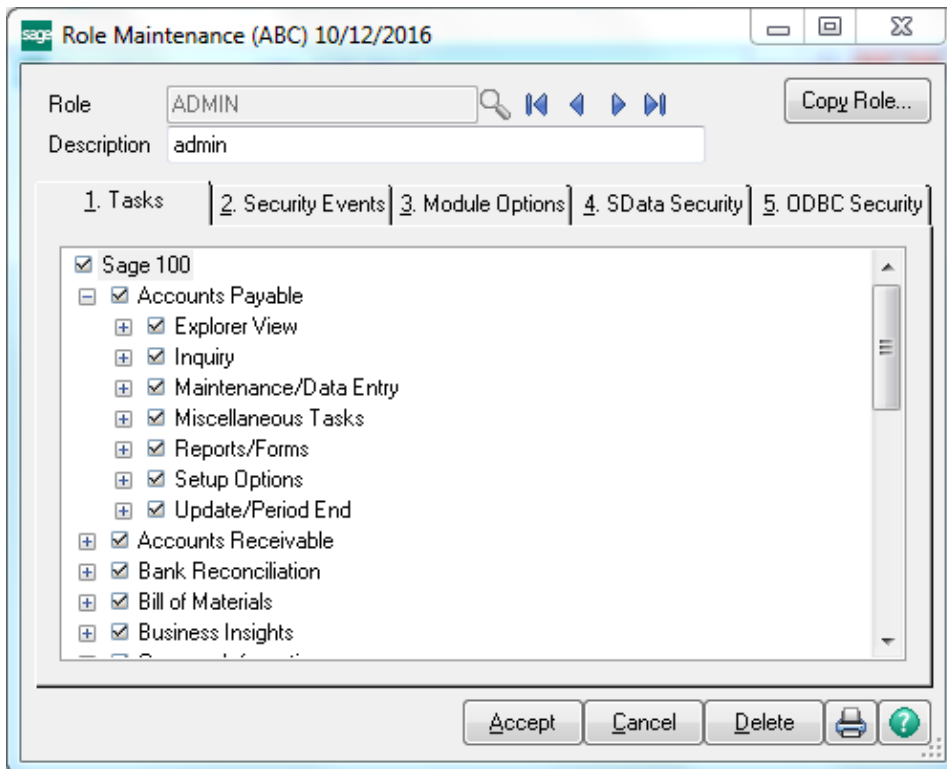 sage Role Maintenance (ABC) 10/12/2016
Role ADMIN Copy Role...
Description admin
1. Tasks 2. Security Events 3. Module Options 4. SData Security 5. ODBC Security
Sage 100
Accounts Payable
Explorer View
Inquiry
Maintenance/Data Entry
Miscellaneous Tasks
Reports/Forms
Setup Options
Update/Period End
Accounts Receivable
Bank Reconciliation
Bill of Materials
Business Insights
Accept Cancel Delete ?